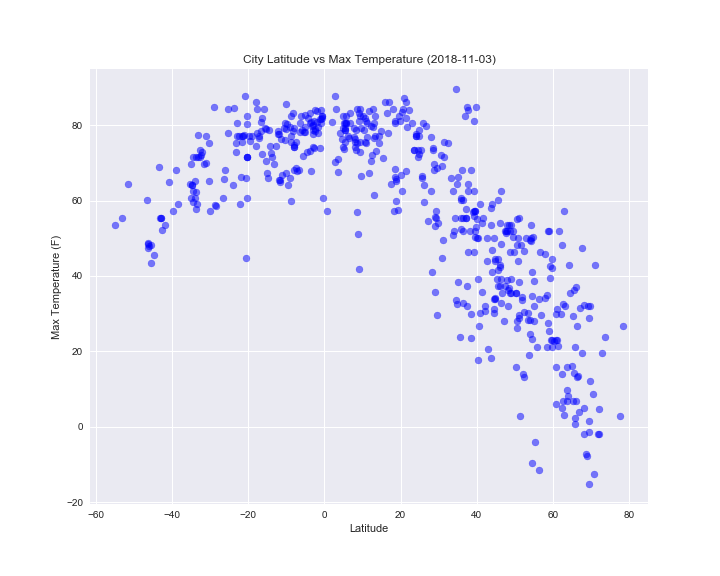 City Latitude vs Max Temperature (2018-11-03)
80
60
40
20
0
−20
Max Temperature (F)
−60 −40 −20 0 20 40 60 80
Latitude